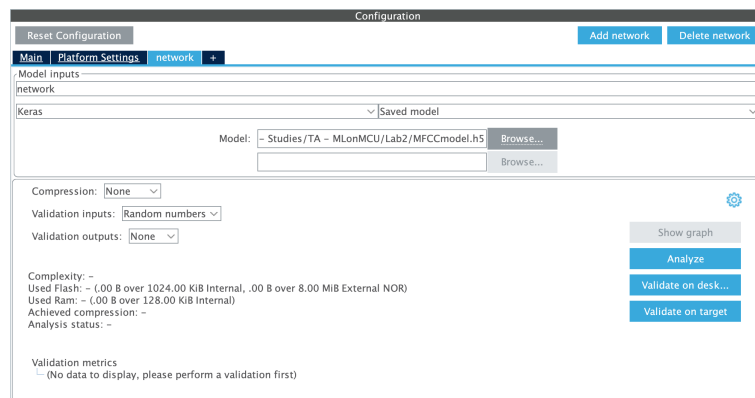 Configuration
Reset Configuration Add network Delete network
Main Platform Settings network +
Model inputs
network
Keras Saved model
Model: – Studies/TA – MLonMCU/Lab2/MFCCmodel.h5 Browse...
Browse...
Compression: None
Validation inputs: Random numbers
Validation outputs: None
Show graph
Analyze
Complexity: –
Used Flash: – (.00 B over 1024.00 KiB Internal, .00 B over 8.00 MiB External NOR)
Validate on desk...
Used Ram: – (.00 B over 128.00 KiB Internal)
Achieved compression: –
Validate on target
Analysis status: –
Validation metrics
(No data to display, please perform a validation first)